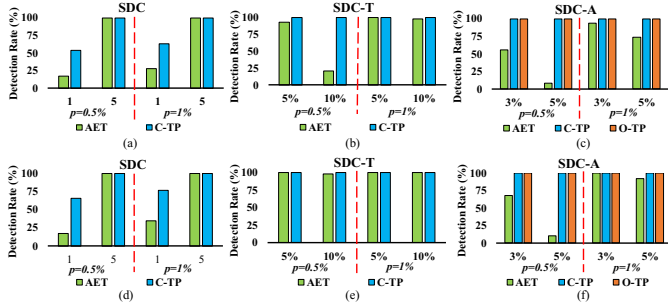 SDC
Detection Rate (%)
100
75
50
25
0
1 5 1 5
p=0.5% p=1%
AET C-TP
(a)
SDC-T
Detection Rate (%)
100
75
50
25
0
5% 10% 5% 10%
p=0.5% p=1%
AET C-TP
(b)
SDC-A
Detection Rate (%)
100
75
50
25
0
3% 5% 3% 5%
p=0.5% p=1%
AET C-TP O-TP
(c)
SDC
Detection Rate (%)
100
75
50
25
0
1 5 1 5
p=0.5% p=1%
AET C-TP
(d)
SDC-T
Detection Rate (%)
100
75
50
25
0
5% 10% 5% 10%
p=0.5% p=1%
AET C-TP
(e)
SDC-A
Detection Rate (%)
100
75
50
25
0
3% 5% 3% 5%
p=0.5% p=1%
AET C-TP O-TP
(f)